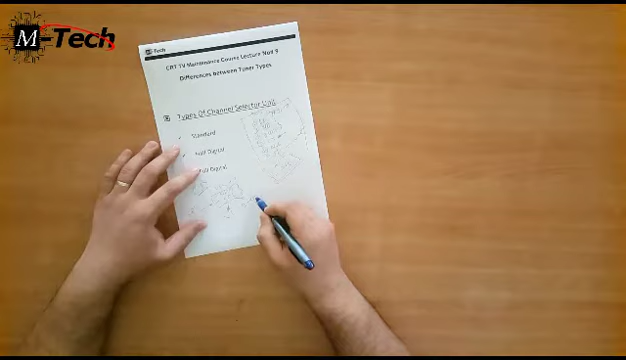 M-Tech
M-Tech
CRT TV Maintenance Course Lecture No# 9
Differences between Tuner Types
Types Of Channel Selector Unit
✓ Standard
✓ Half Digital
Full Digital